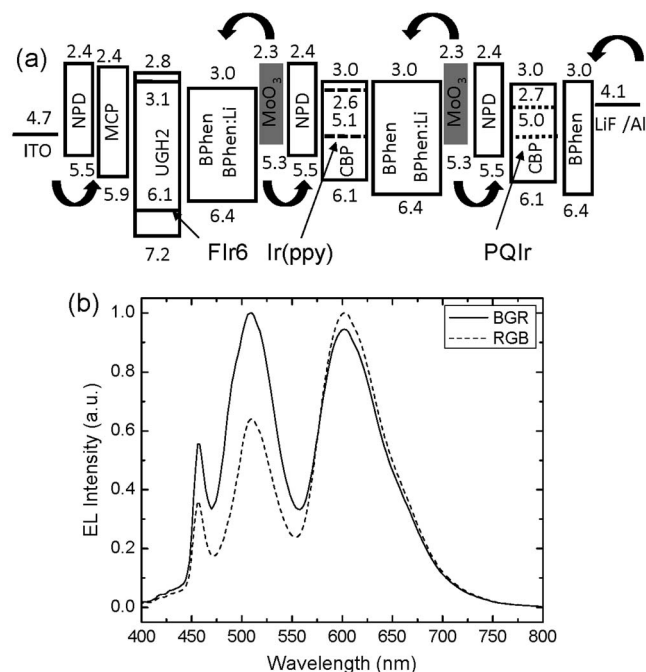 (a)
2.4 2.4 2.8 3.0 2.3 2.4 3.0 3.0 2.3 2.4 3.0 3.0
4.7 4.1
ITO LiF /Al
NPD
MCP
3.1
UGH2
6.1
BPhen
BPhen:Li
MoO3
NPD
2.6
5.1
CBP
BPhen
BPhen:Li
MoO3
NPD
2.7
5.0
CBP
BPhen
5.5 5.9 7.2 6.4 5.3 5.5 6.1 6.4 5.3 5.5 6.1 6.4
FIr6 Ir(ppy) PQIr
(b)
BGR
RGB
EL Intensity (a.u.)
1.0
0.8
0.6
0.4
0.2
0.0
400 450 500 550 600 650 700 750 800
Wavelength (nm)